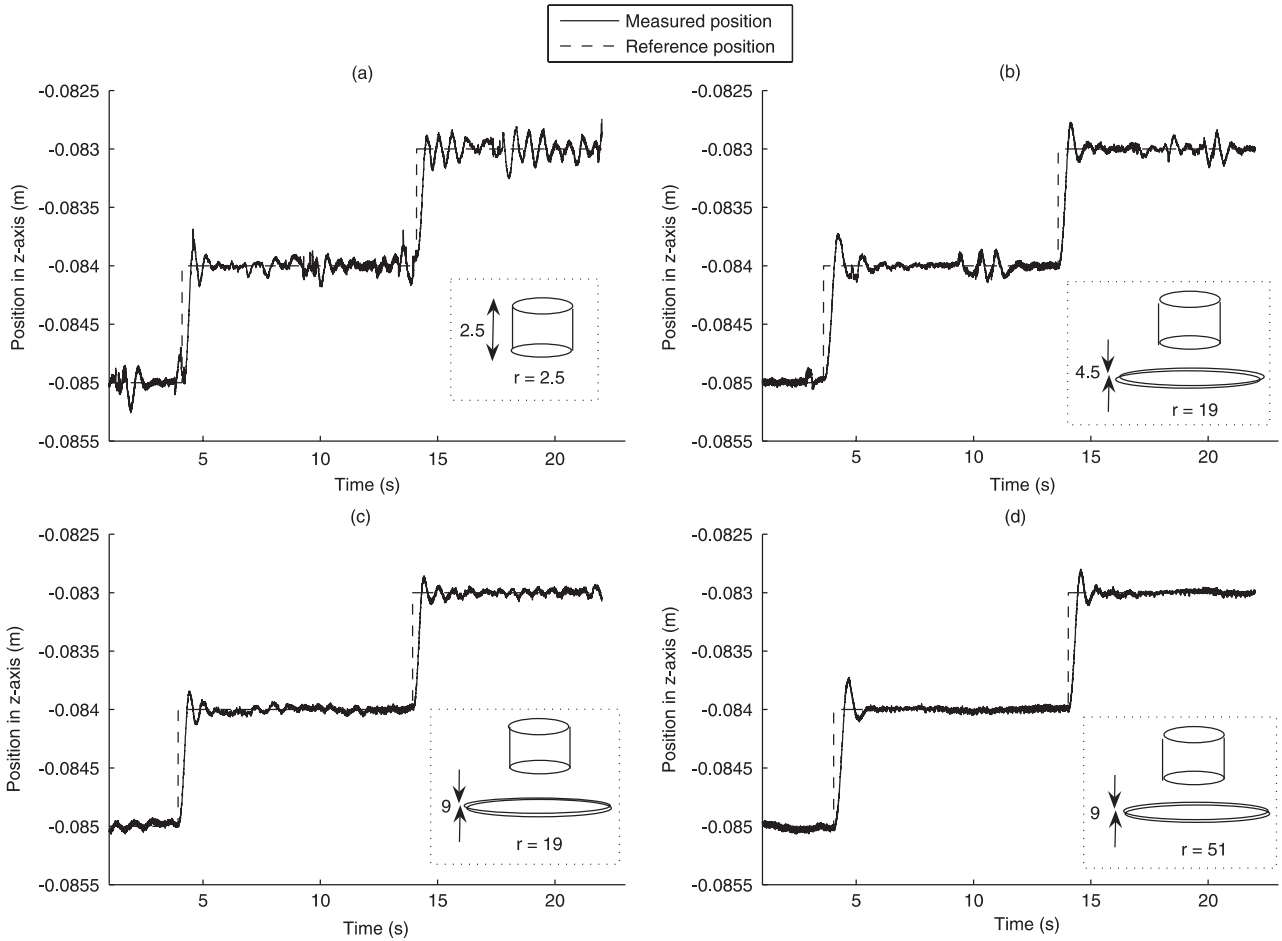 Measured position
Reference position
(a)
-0.0825
-0.083
-0.0835
-0.084
-0.0845
-0.085
-0.0855
Position in z-axis (m)
5 10 15 20
Time (s)
2.5
r = 2.5
(b)
-0.0825
-0.083
-0.0835
-0.084
-0.0845
-0.085
-0.0855
Position in z-axis (m)
5 10 15 20
Time (s)
4.5
r = 19
(c)
-0.0825
-0.083
-0.0835
-0.084
-0.0845
-0.085
-0.0855
Position in z-axis (m)
5 10 15 20
Time (s)
9
r = 19
(d)
-0.0825
-0.083
-0.0835
-0.084
-0.0845
-0.085
-0.0855
Position in z-axis (m)
5 10 15 20
Time (s)
9
r = 51